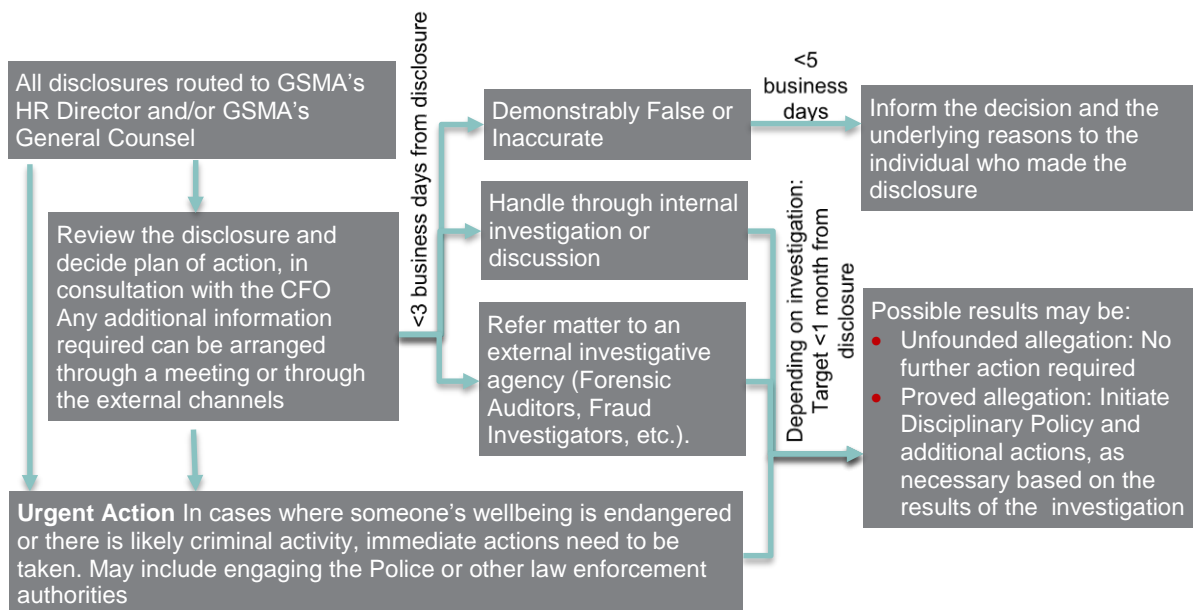 All disclosures routed to GSMA's
HR Director and/or GSMA's
General Counsel
Review the disclosure and
decide plan of action, in
consultation with the CFO
Any additional information
required can be arranged
through a meeting or through
the external channels
<3 business days from disclosure
Demonstrably False or
Inaccurate
<5
business
days
Inform the decision and the
underlying reasons to the
individual who made the
disclosure
Handle through internal
investigation or
discussion
Refer matter to an
external investigative
agency (Forensic
Auditors, Fraud
Investigators, etc.).
Depending on investigation:
Target <1 month from
disclosure
Possible results may be:
• Unfounded allegation: No
further action required
• Proved allegation: Initiate
Disciplinary Policy and
additional actions, as
necessary based on the
results of the  investigation
Urgent Action In cases where someone's wellbeing is endangered
or there is likely criminal activity, immediate actions need to be
taken. May include engaging the Police or other law enforcement
authorities